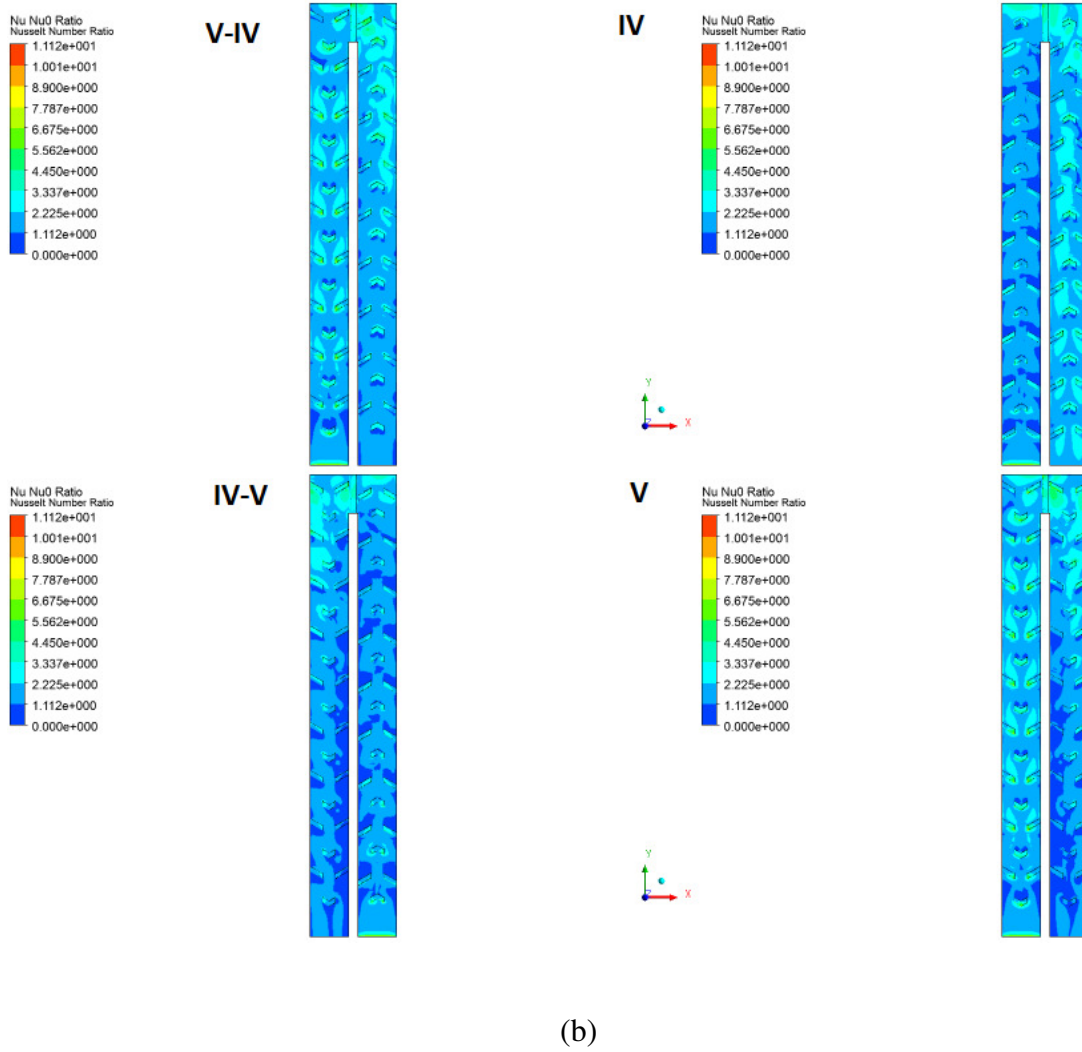 Nu Nu0 Ratio
Nusselt Number Ratio
1.112e+001
1.001e+001
8.900e+000
7.787e+000
6.675e+000
5.562e+000
4.450e+000
3.337e+000
2.225e+000
1.112e+000
0.000e+000
V-IV
Nu Nu0 Ratio
Nusselt Number Ratio
1.112e+001
1.001e+001
8.900e+000
7.787e+000
6.675e+000
5.562e+000
4.450e+000
3.337e+000
2.225e+000
1.112e+000
0.000e+000
IV
Y
Z
X
Nu Nu0 Ratio
Nusselt Number Ratio
1.112e+001
1.001e+001
8.900e+000
7.787e+000
6.675e+000
5.562e+000
4.450e+000
3.337e+000
2.225e+000
1.112e+000
0.000e+000
IV-V
Nu Nu0 Ratio
Nusselt Number Ratio
1.112e+001
1.001e+001
8.900e+000
7.787e+000
6.675e+000
5.562e+000
4.450e+000
3.337e+000
2.225e+000
1.112e+000
0.000e+000
V
Y
Z
X
(b)